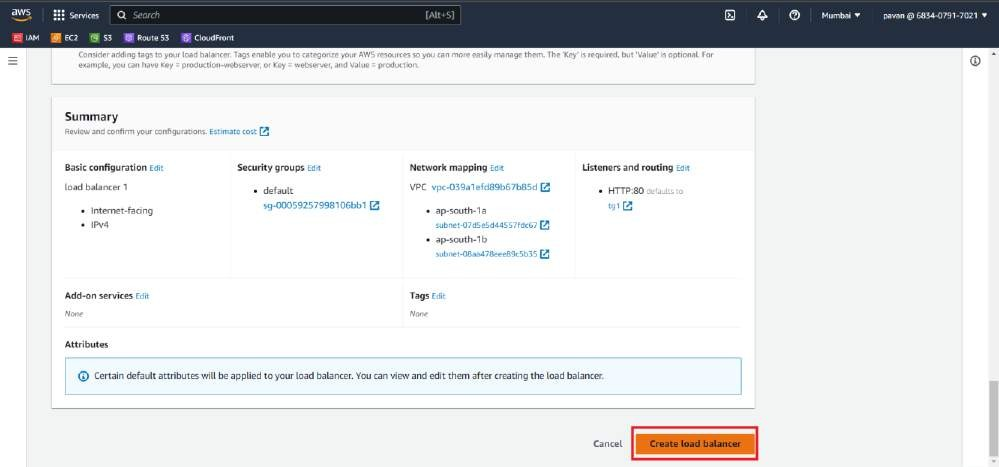 aws Services Search [Alt+S] Mumbai pavan @ 6834-0791-7021
IAM EC2 S3 Route 53 CloudFront
Consider adding tags to your load balancer. Tags enable you to categorize your AWS resources so you can more easily manage them. The 'Key' is required, but 'Value' is optional. For
example, you can have Key = production-webserver, or Key = webserver, and Value = production.
Summary
Review and confirm your configurations. Estimate cost
Basic configuration Edit
load balancer 1
• Internet-facing
• IPv4
Security groups Edit
• default
sg-00059257998106bb1
Network mapping Edit
VPC vpc-039a1efd89b67b85d
• ap-south-1a
subnet-07d5e5d44557fdc67
• ap-south-1b
subnet-08aa478eee89c5b35
Listeners and routing Edit
• HTTP:80 defaults to
tg1
Add-on services Edit
None
Tags Edit
None
Attributes
Certain default attributes will be applied to your load balancer. You can view and edit them after creating the load balancer.
Cancel Create load balancer